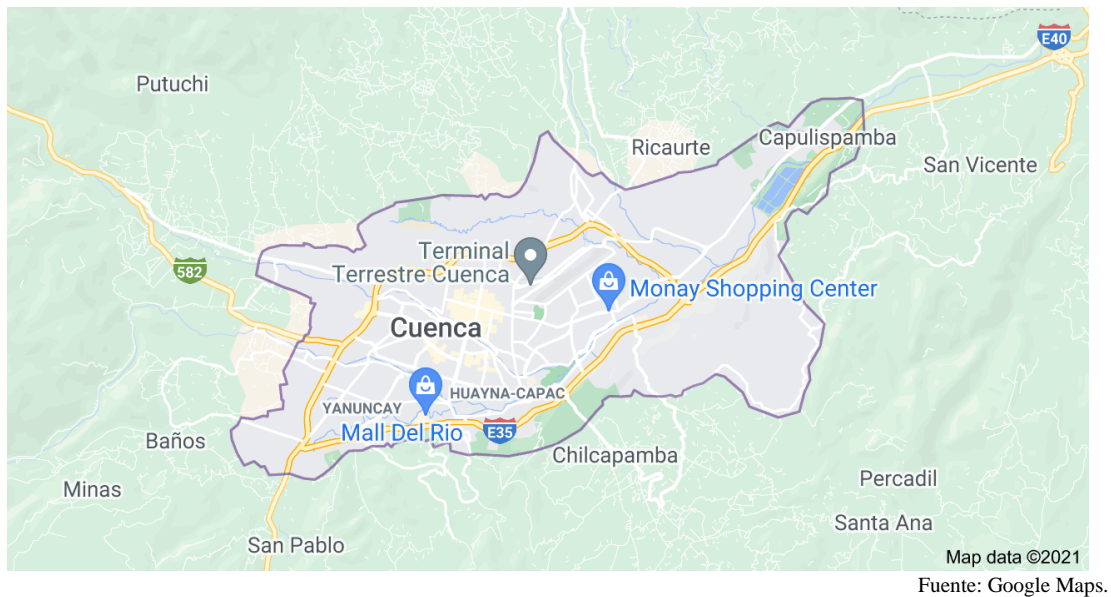 E40
Putuchi
Ricaurte
Capulispamba
San Vicente
Terminal
Terrestre Cuenca
582
Monay Shopping Center
Cuenca
HUAYNA-CAPAC
YANUNCAY
Mall Del Rio
E35
Baños
Chilcapamba
Percadil
Minas
Santa Ana
San Pablo
Map data ©2021
Fuente: Google Maps.